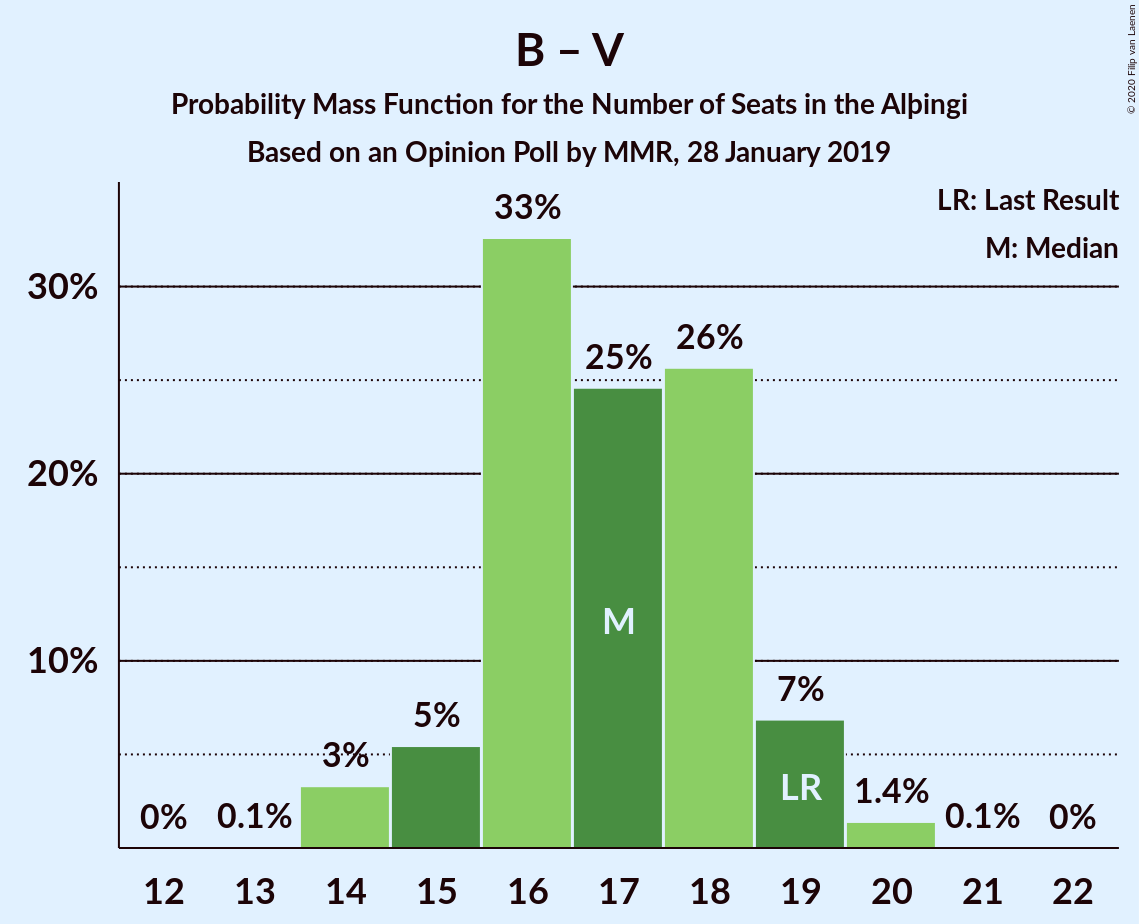 B – V
Probability Mass Function for the Number of Seats in the Alþingi
Based on an Opinion Poll by MMR, 28 January 2019
© 2020 Filip van Laenen
LR: Last Result
M: Median
30%
20%
10%
0%
0.1%
3%
5%
33%
25%
26%
7%
1.4%
0.1%
0%
M
LR
12 13 14 15 16 17 18 19 20 21 22